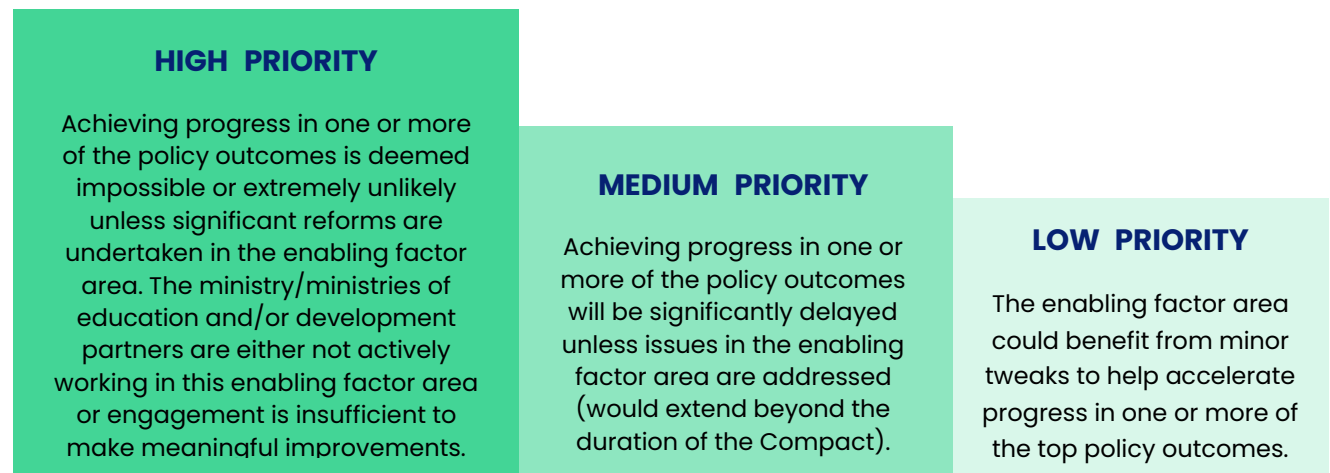 HIGH PRIORITY
Achieving progress in one or more
of the policy outcomes is deemed
impossible or extremely unlikely
unless significant reforms are
undertaken in the enabling factor
area. The ministry/ministries of
education and/or development
partners are either not actively
working in this enabling factor area
or engagement is insufficient to
make meaningful improvements.
MEDIUM PRIORITY
Achieving progress in one or
more of the policy outcomes
will be significantly delayed
unless issues in the enabling
factor area are addressed
(would extend beyond the
duration of the Compact).
LOW PRIORITY
The enabling factor area
could benefit from minor
tweaks to help accelerate
progress in one or more of
the top policy outcomes.